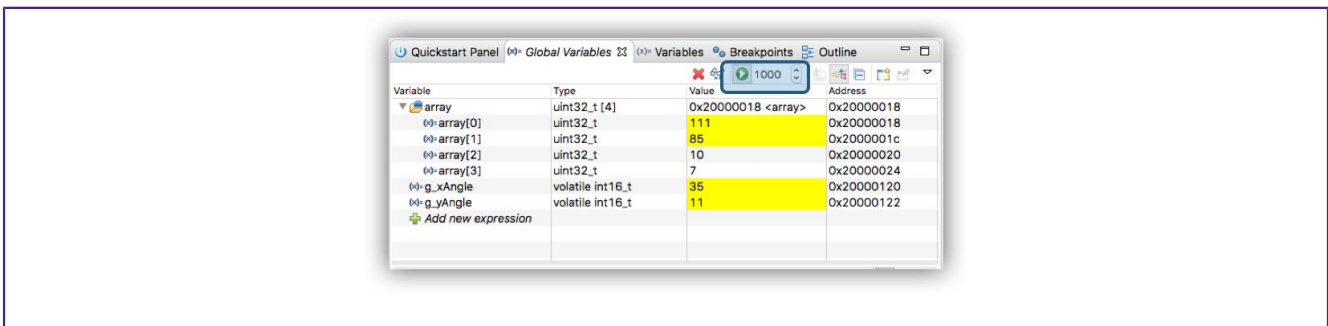 Quickstart Panel (x)= Global Variables (x)= Variables Breakpoints Outline
1000
Variable Type Value Address
array uint32_t [4] 0x20000018 <array> 0x20000018
(x)= array[0] uint32_t 111 0x20000018
(x)= array[1] uint32_t 85 0x2000001c
(x)= array[2] uint32_t 10 0x20000020
(x)= array[3] uint32_t 7 0x20000024
(x)= g_xAngle volatile int16_t 35 0x20000120
(x)= g_yAngle volatile int16_t 11 0x20000122
Add new expression